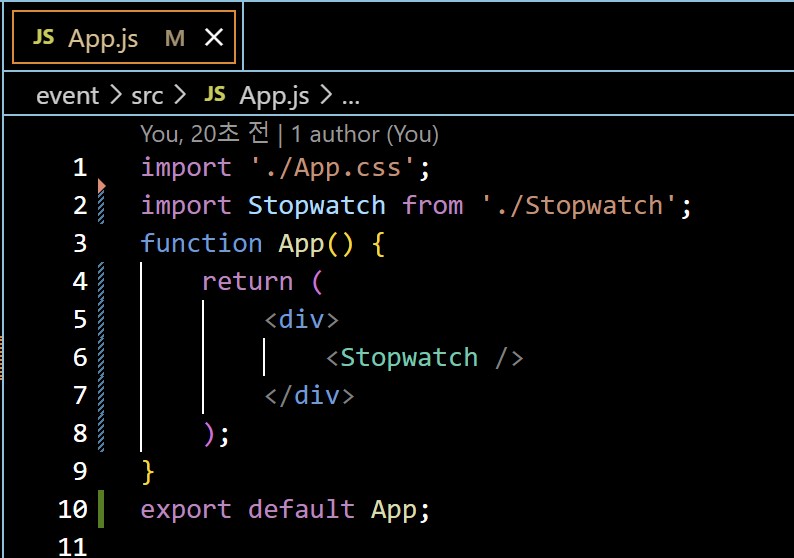 JS App.js M ×
event > src > JS App.js > ...
You, 20초 전 | 1 author (You)
1 import './App.css';
2 import Stopwatch from './Stopwatch';
3 function App() {
4     return (
5         <div>
6             <Stopwatch />
7         </div>
8     );
9 }
10 export default App;
11